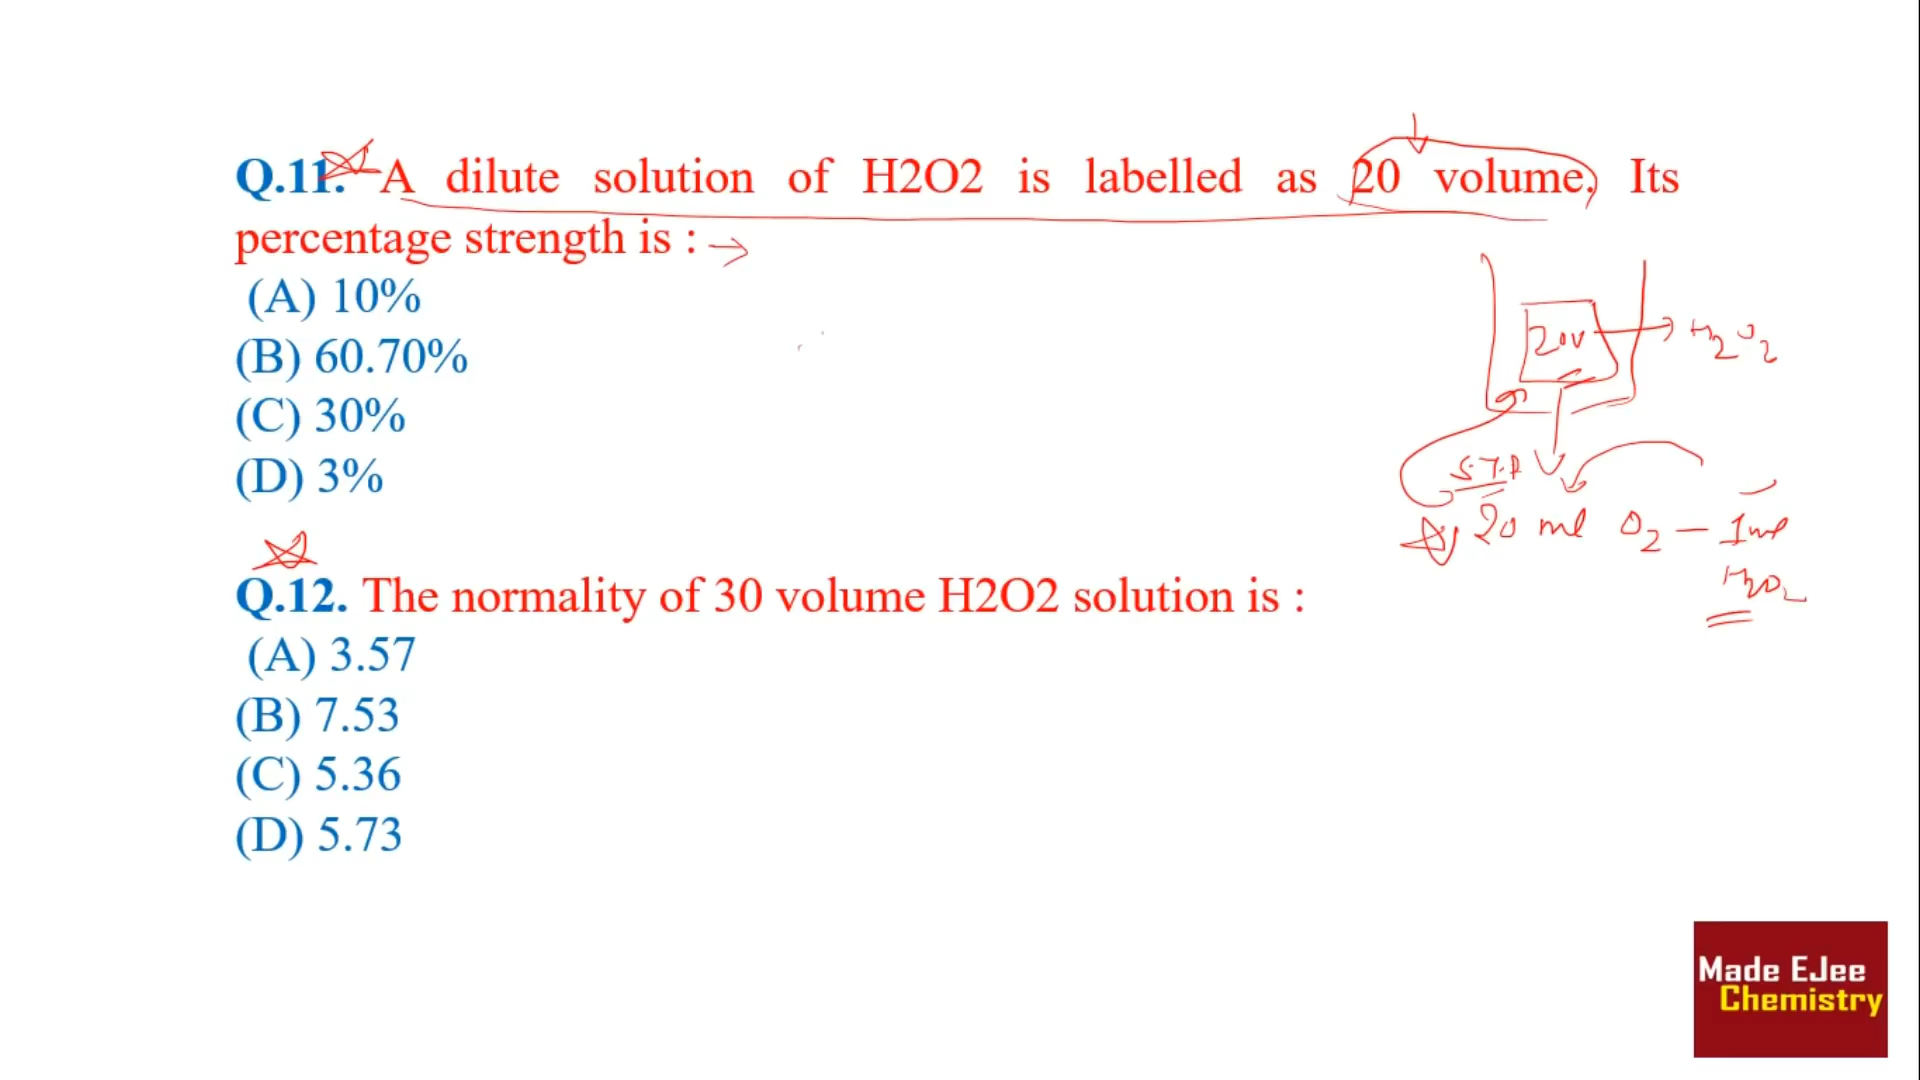 Q.11. A dilute solution of H2O2 is labelled as 20 volume. Its
percentage strength is :
(A) 10%
(B) 60.70%
(C) 30%
(D) 3%
20V
H2O2
S.T.P
20 ml O2 – 1ml
H2O2
Q.12. The normality of 30 volume H2O2 solution is :
(A) 3.57
(B) 7.53
(C) 5.36
(D) 5.73
Made EJee
Chemistry